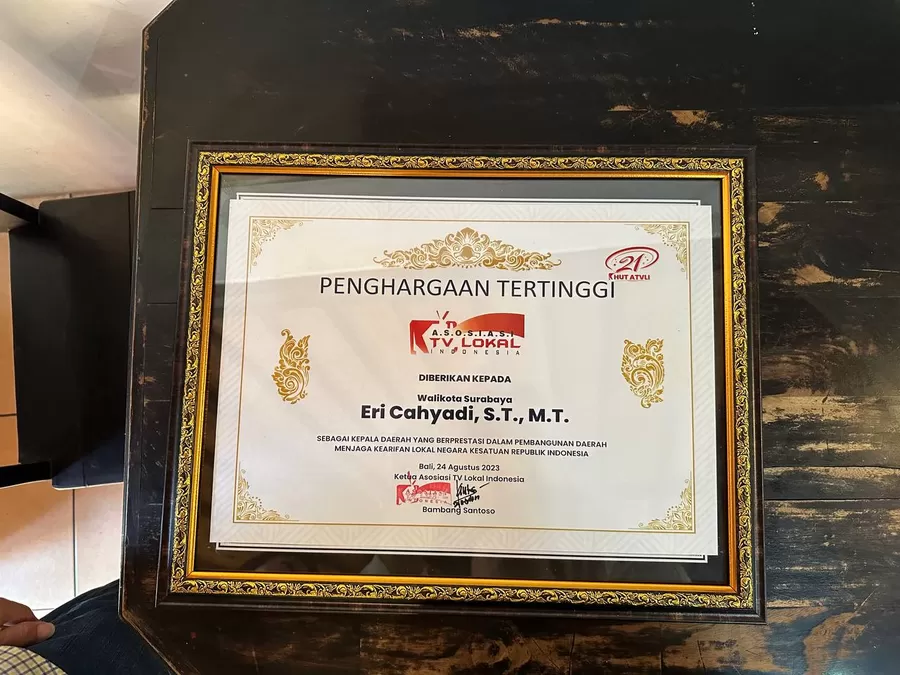 21
HUT ATVLI
PENGHARGAAN TERTINGGI
TV
A.S.O.S.I.A.S.I
TV LOKAL
INDONESIA
DIBERIKAN KEPADA
Walikota Surabaya
Eri Cahyadi, S.T., M.T.
SEBAGAI KEPALA DAERAH YANG BERPRESTASI DALAM PEMBANGUNAN DAERAH
MENJAGA KEARIFAN LOKAL NEGARA KESATUAN REPUBLIK INDONESIA
Bali, 24 Agustus 2023
Ketua Asosiasi TV Lokal Indonesia
Bambang Santoso